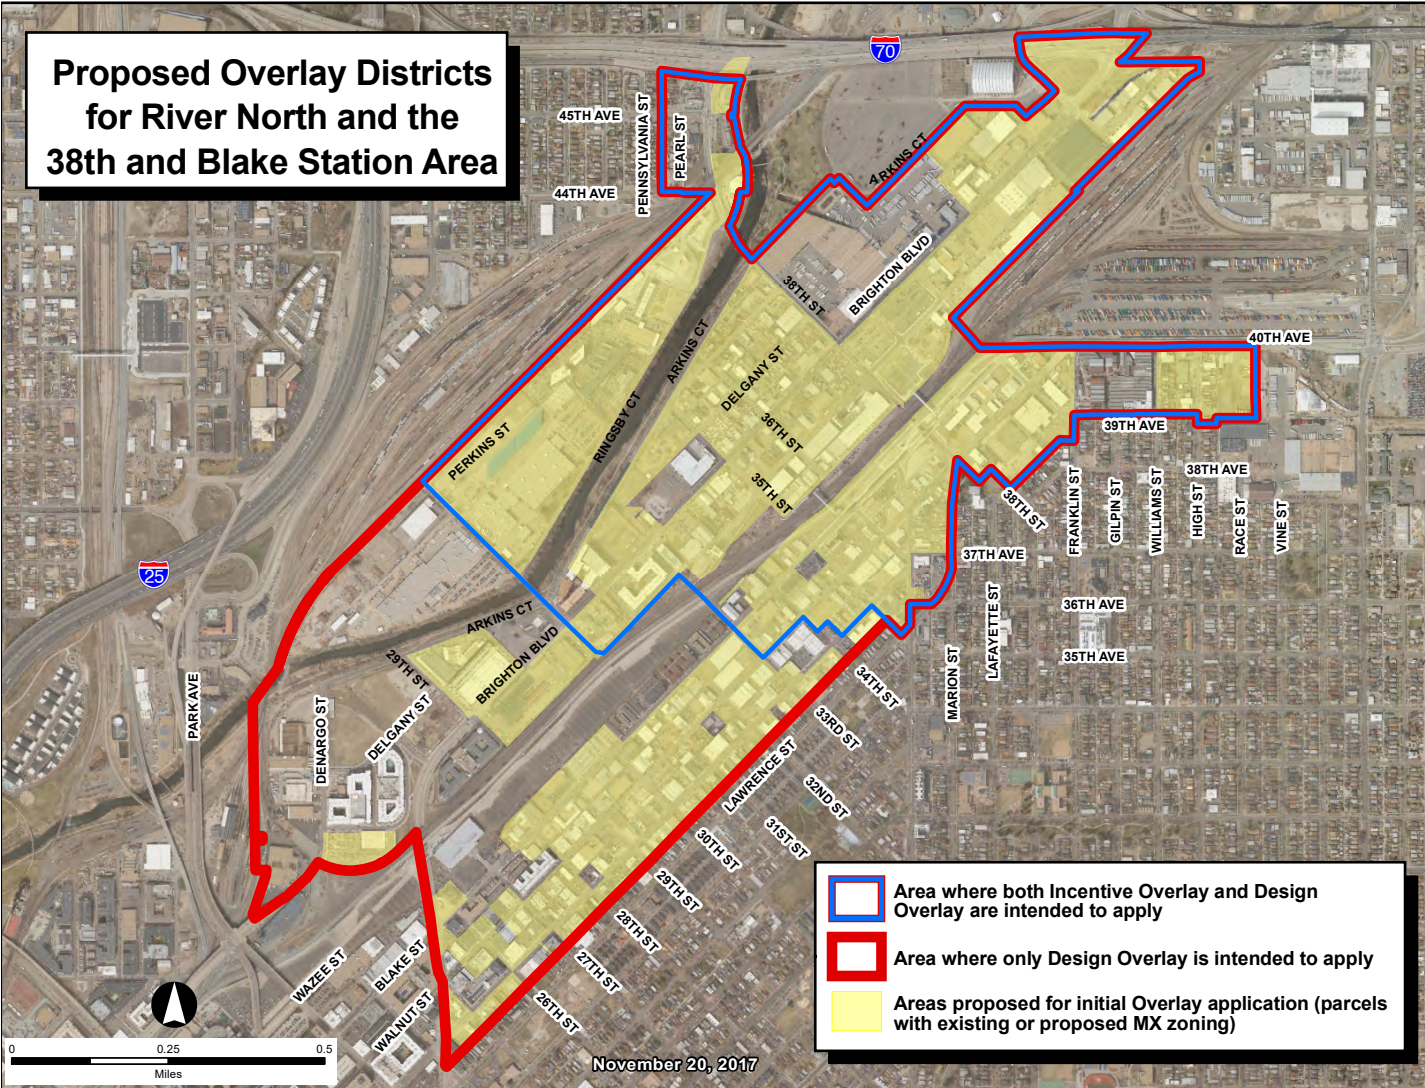 Proposed Overlay Districts
for River North and the
38th and Blake Station Area
70
25
45TH AVE
44TH AVE
PENNSYLVANIA ST
PEARL ST
ARKINS CT
BRIGHTON BLVD
38TH ST
ARKINS CT
DELGANY ST
RINGSBY CT
36TH ST
35TH ST
PERKINS ST
40TH AVE
39TH AVE
38TH AVE
38TH ST
FRANKLIN ST
GILPIN ST
WILLIAMS ST
HIGH ST
RACE ST
VINE ST
37TH AVE
LAFAYETTE ST
36TH AVE
35TH AVE
MARION ST
ARKINS CT
BRIGHTON BLVD
29TH ST
DELGANY ST
DENARGO ST
PARK AVE
34TH ST
33RD ST
LAWRENCE ST
32ND ST
31ST ST
30TH ST
29TH ST
28TH ST
27TH ST
26TH ST
WAZEE ST
BLAKE ST
WALNUT ST
Area where both Incentive Overlay and Design
Overlay are intended to apply
Area where only Design Overlay is intended to apply
Areas proposed for initial Overlay application (parcels
with existing or proposed MX zoning)
0 0.25 0.5
Miles
November 20, 2017